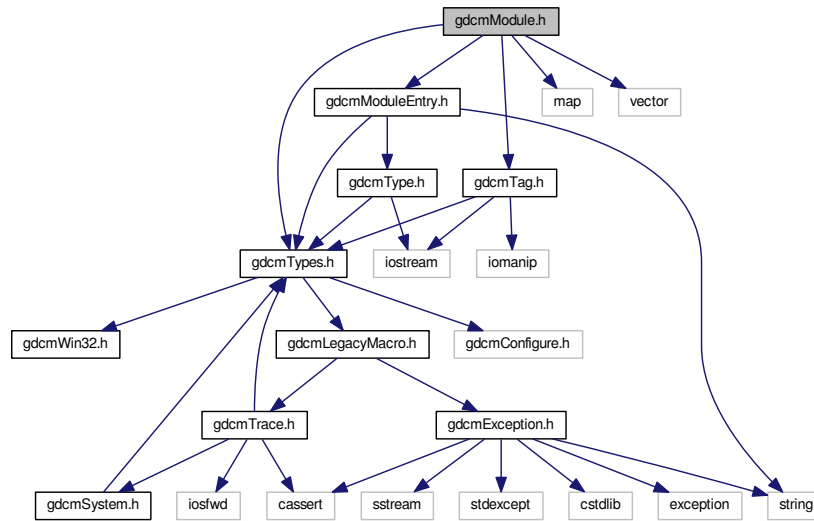 gdcmModule.h
gdcmModuleEntry.h
map
vector
gdcmType.h
gdcmTag.h
gdcmTypes.h
iostream
iomanip
gdcmWin32.h
gdcmLegacyMacro.h
gdcmConfigure.h
gdcmTrace.h
gdcmException.h
gdcmSystem.h
iosfwd
cassert
sstream
stdexcept
cstdlib
exception
string